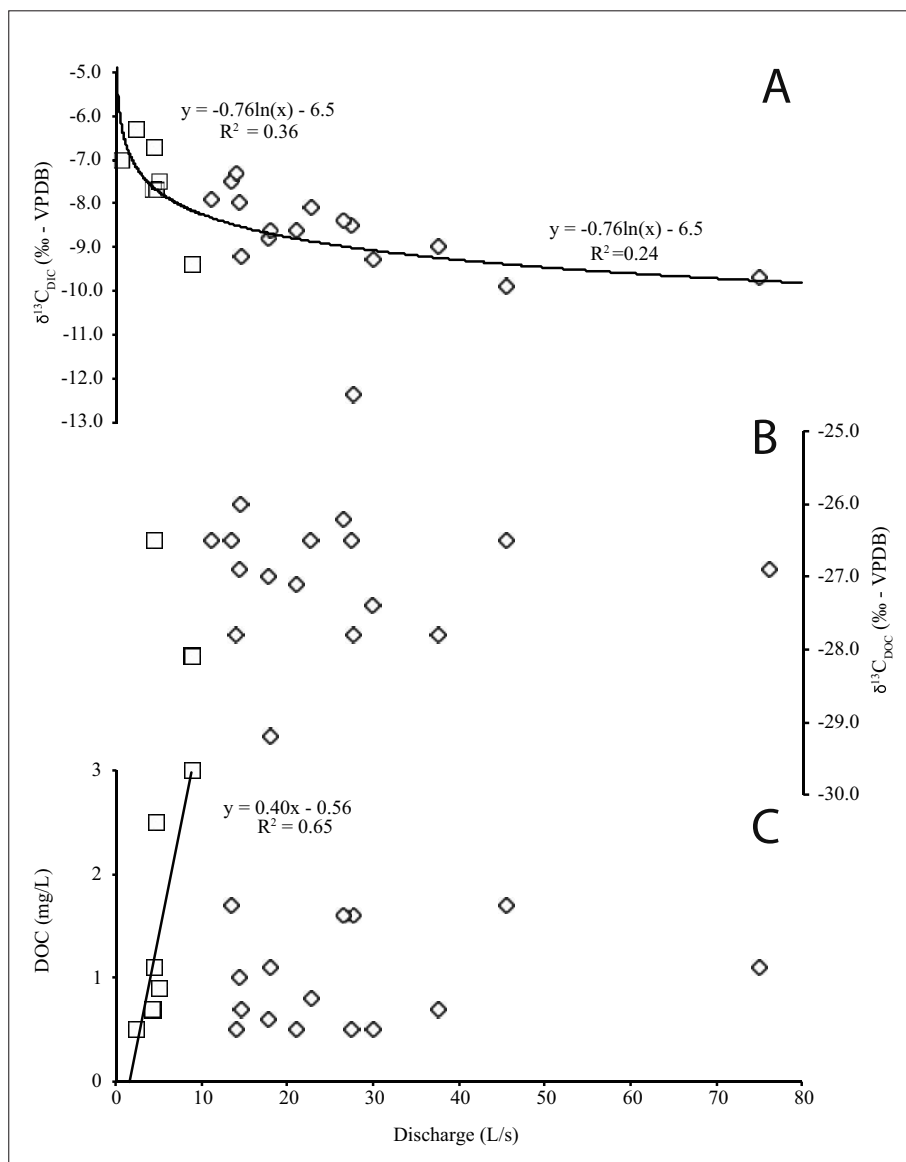 A
-5.0
-6.0
-7.0
-8.0
-9.0
-10.0
-11.0
-12.0
-13.0
δ¹³C_DIC (‰ - VPDB)
y = -0.76ln(x) - 6.5
R² = 0.36
y = -0.76ln(x) - 6.5
R²=0.24
B
-25.0
-26.0
-27.0
-28.0
-29.0
-30.0
δ¹³C_DOC (‰ - VPDB)
C
3
2
1
0
DOC (mg/L)
y = 0.40x - 0.56
R² = 0.65
0 10 20 30 40 50 60 70 80
Discharge (L/s)